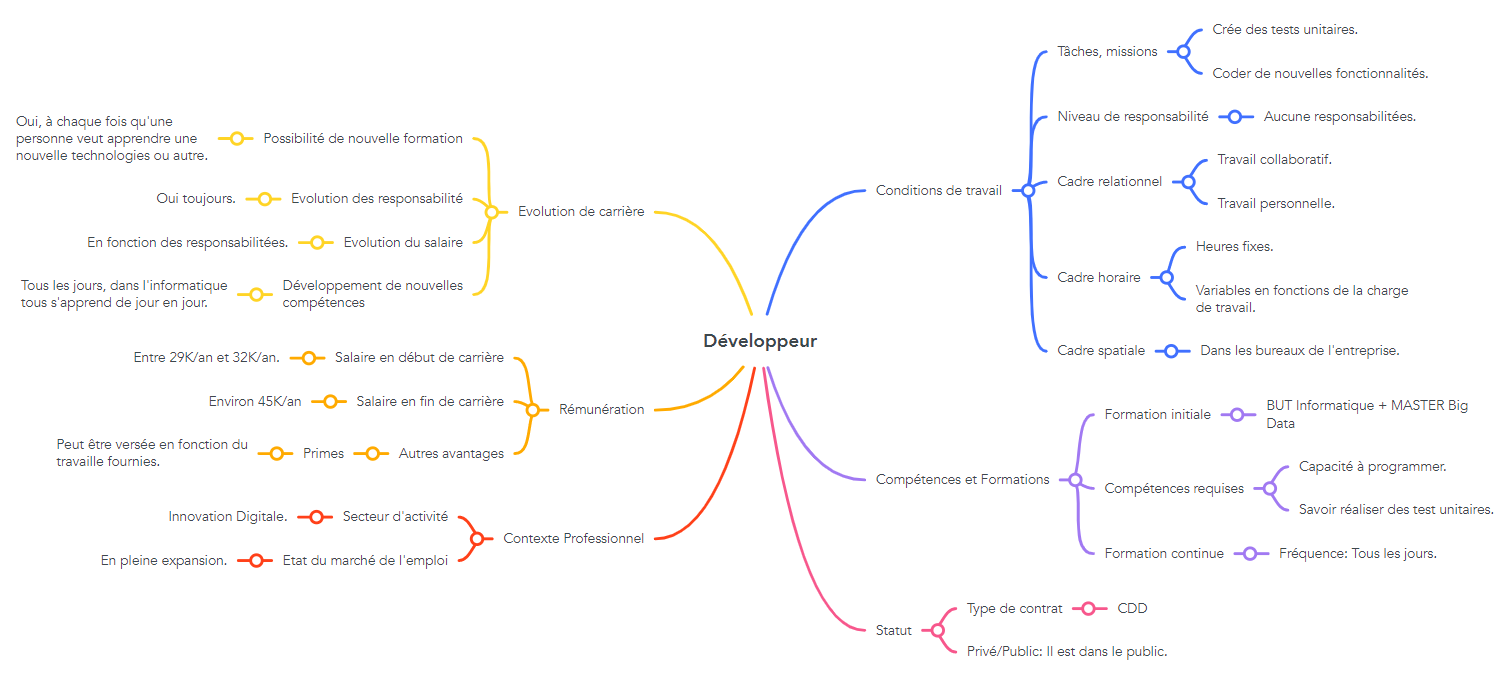 Développeur
Conditions de travail
Tâches, missions
Crée des tests unitaires.
Coder de nouvelles fonctionnalités.
Niveau de responsabilité
Aucune responsabilitées.
Cadre relationnel
Travail collaboratif.
Travail personnelle.
Cadre horaire
Heures fixes.
Variables en fonctions de la charge
de travail.
Cadre spatiale
Dans les bureaux de l'entreprise.
Compétences et Formations
Formation initiale
BUT Informatique + MASTER Big
Data
Compétences requises
Capacité à programmer.
Savoir réaliser des test unitaires.
Formation continue
Fréquence: Tous les jours.
Statut
Type de contrat
CDD
Privé/Public: Il est dans le public.
Evolution de carrière
Possibilité de nouvelle formation
Oui, à chaque fois qu'une
personne veut apprendre une
nouvelle technologies ou autre.
Evolution des responsabilité
Oui toujours.
Evolution du salaire
En fonction des responsabilitées.
Développement de nouvelles
compétences
Tous les jours, dans l'informatique
tous s'apprend de jour en jour.
Rémunération
Salaire en début de carrière
Entre 29K/an et 32K/an.
Salaire en fin de carrière
Environ 45K/an
Autres avantages
Primes
Peut être versée en fonction du
travaille fournies.
Contexte Professionnel
Secteur d'activité
Innovation Digitale.
Etat du marché de l'emploi
En pleine expansion.